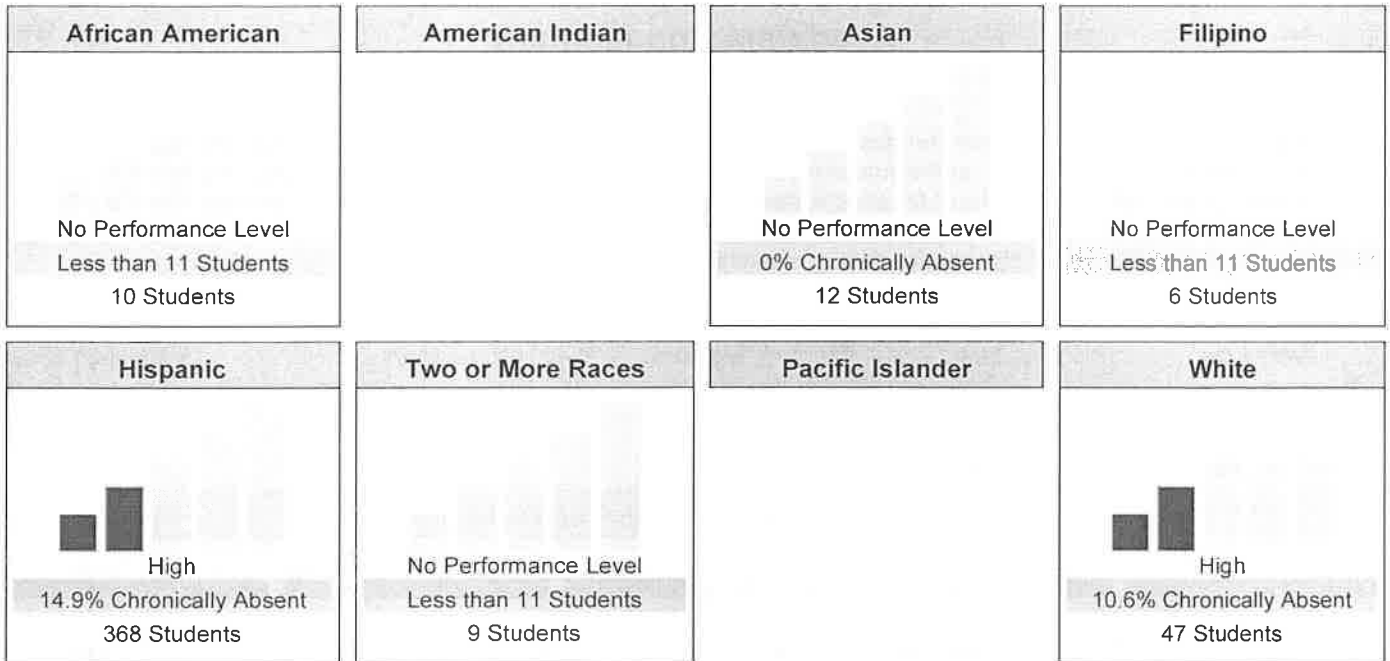 African American
No Performance Level
Less than 11 Students
10 Students
American Indian
Asian
No Performance Level
0% Chronically Absent
12 Students
Filipino
No Performance Level
Less than 11 Students
6 Students
Hispanic
High
14.9% Chronically Absent
368 Students
Two or More Races
No Performance Level
Less than 11 Students
9 Students
Pacific Islander
White
High
10.6% Chronically Absent
47 Students